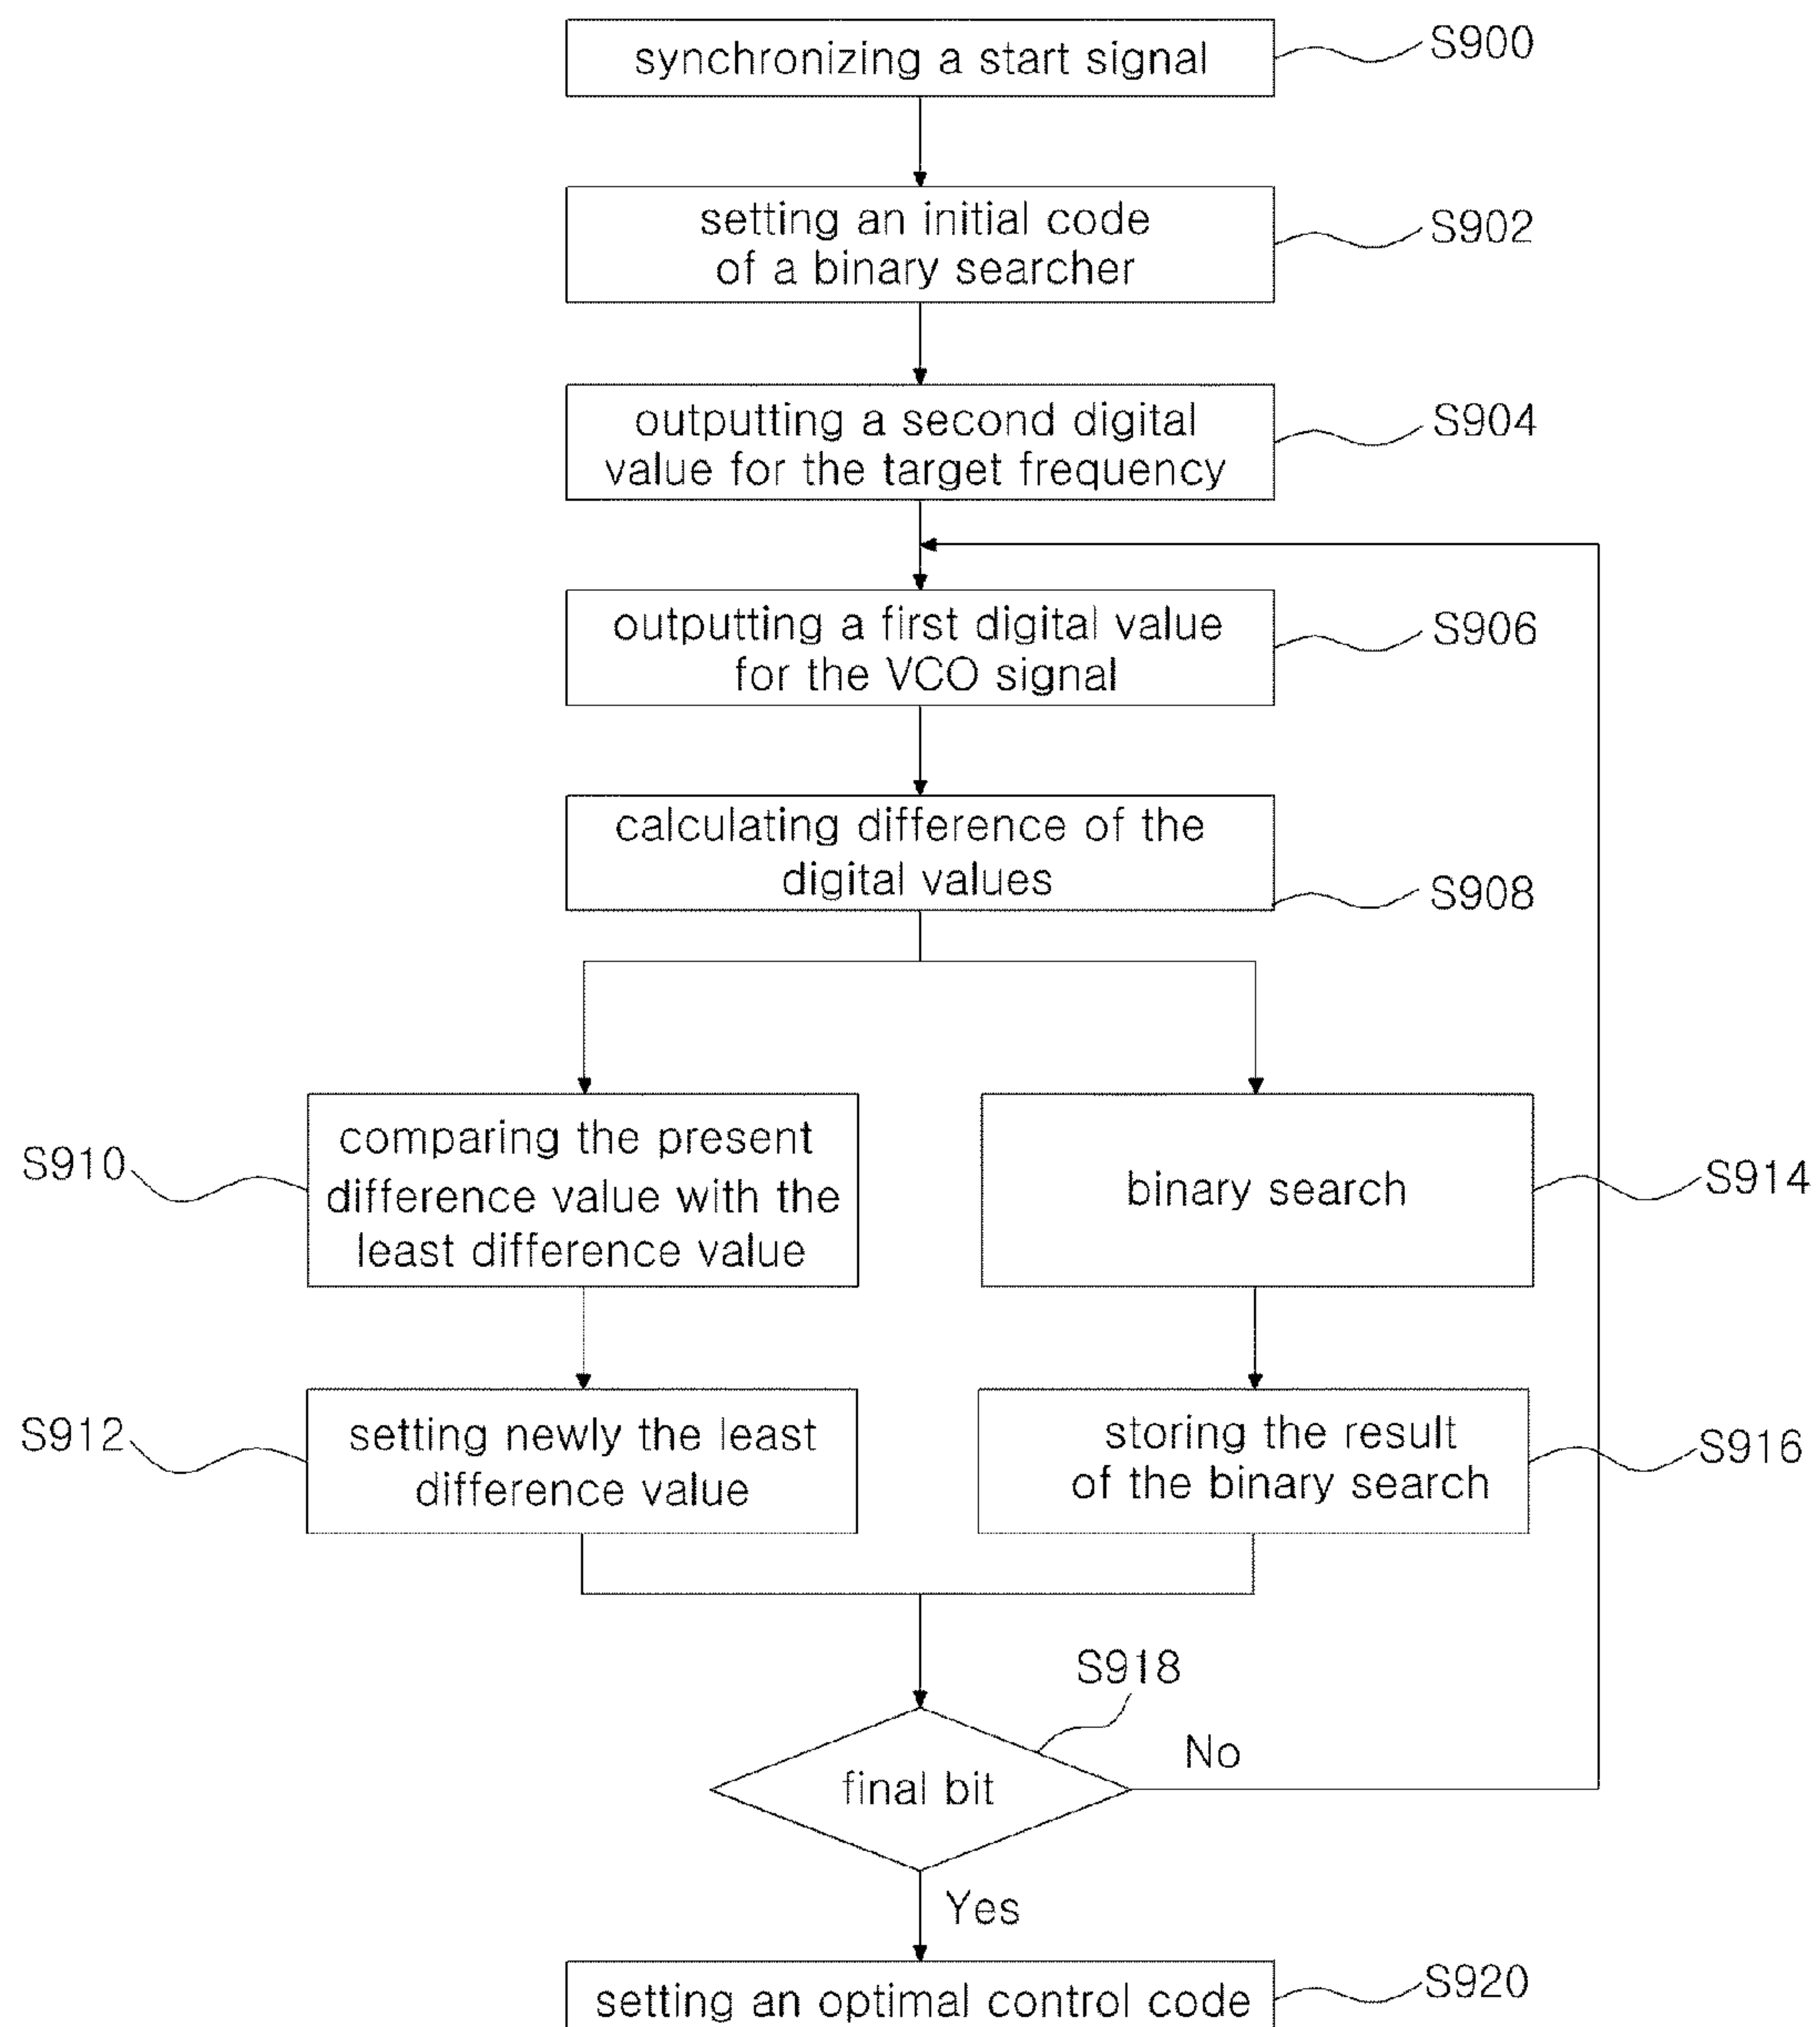 synchronizing a start signal
S900
setting an initial code
of a binary searcher
S902
outputting a second digital
value for the target frequency
S904
outputting a first digital value
for the VCO signal
S906
calculating difference of the
digital values
S908
S910
comparing the present
difference value with the
least difference value
binary search
S914
S912
setting newly the least
difference value
storing the result
of the binary search
S916
S918
final bit
No
Yes
setting an optimal control code
S920